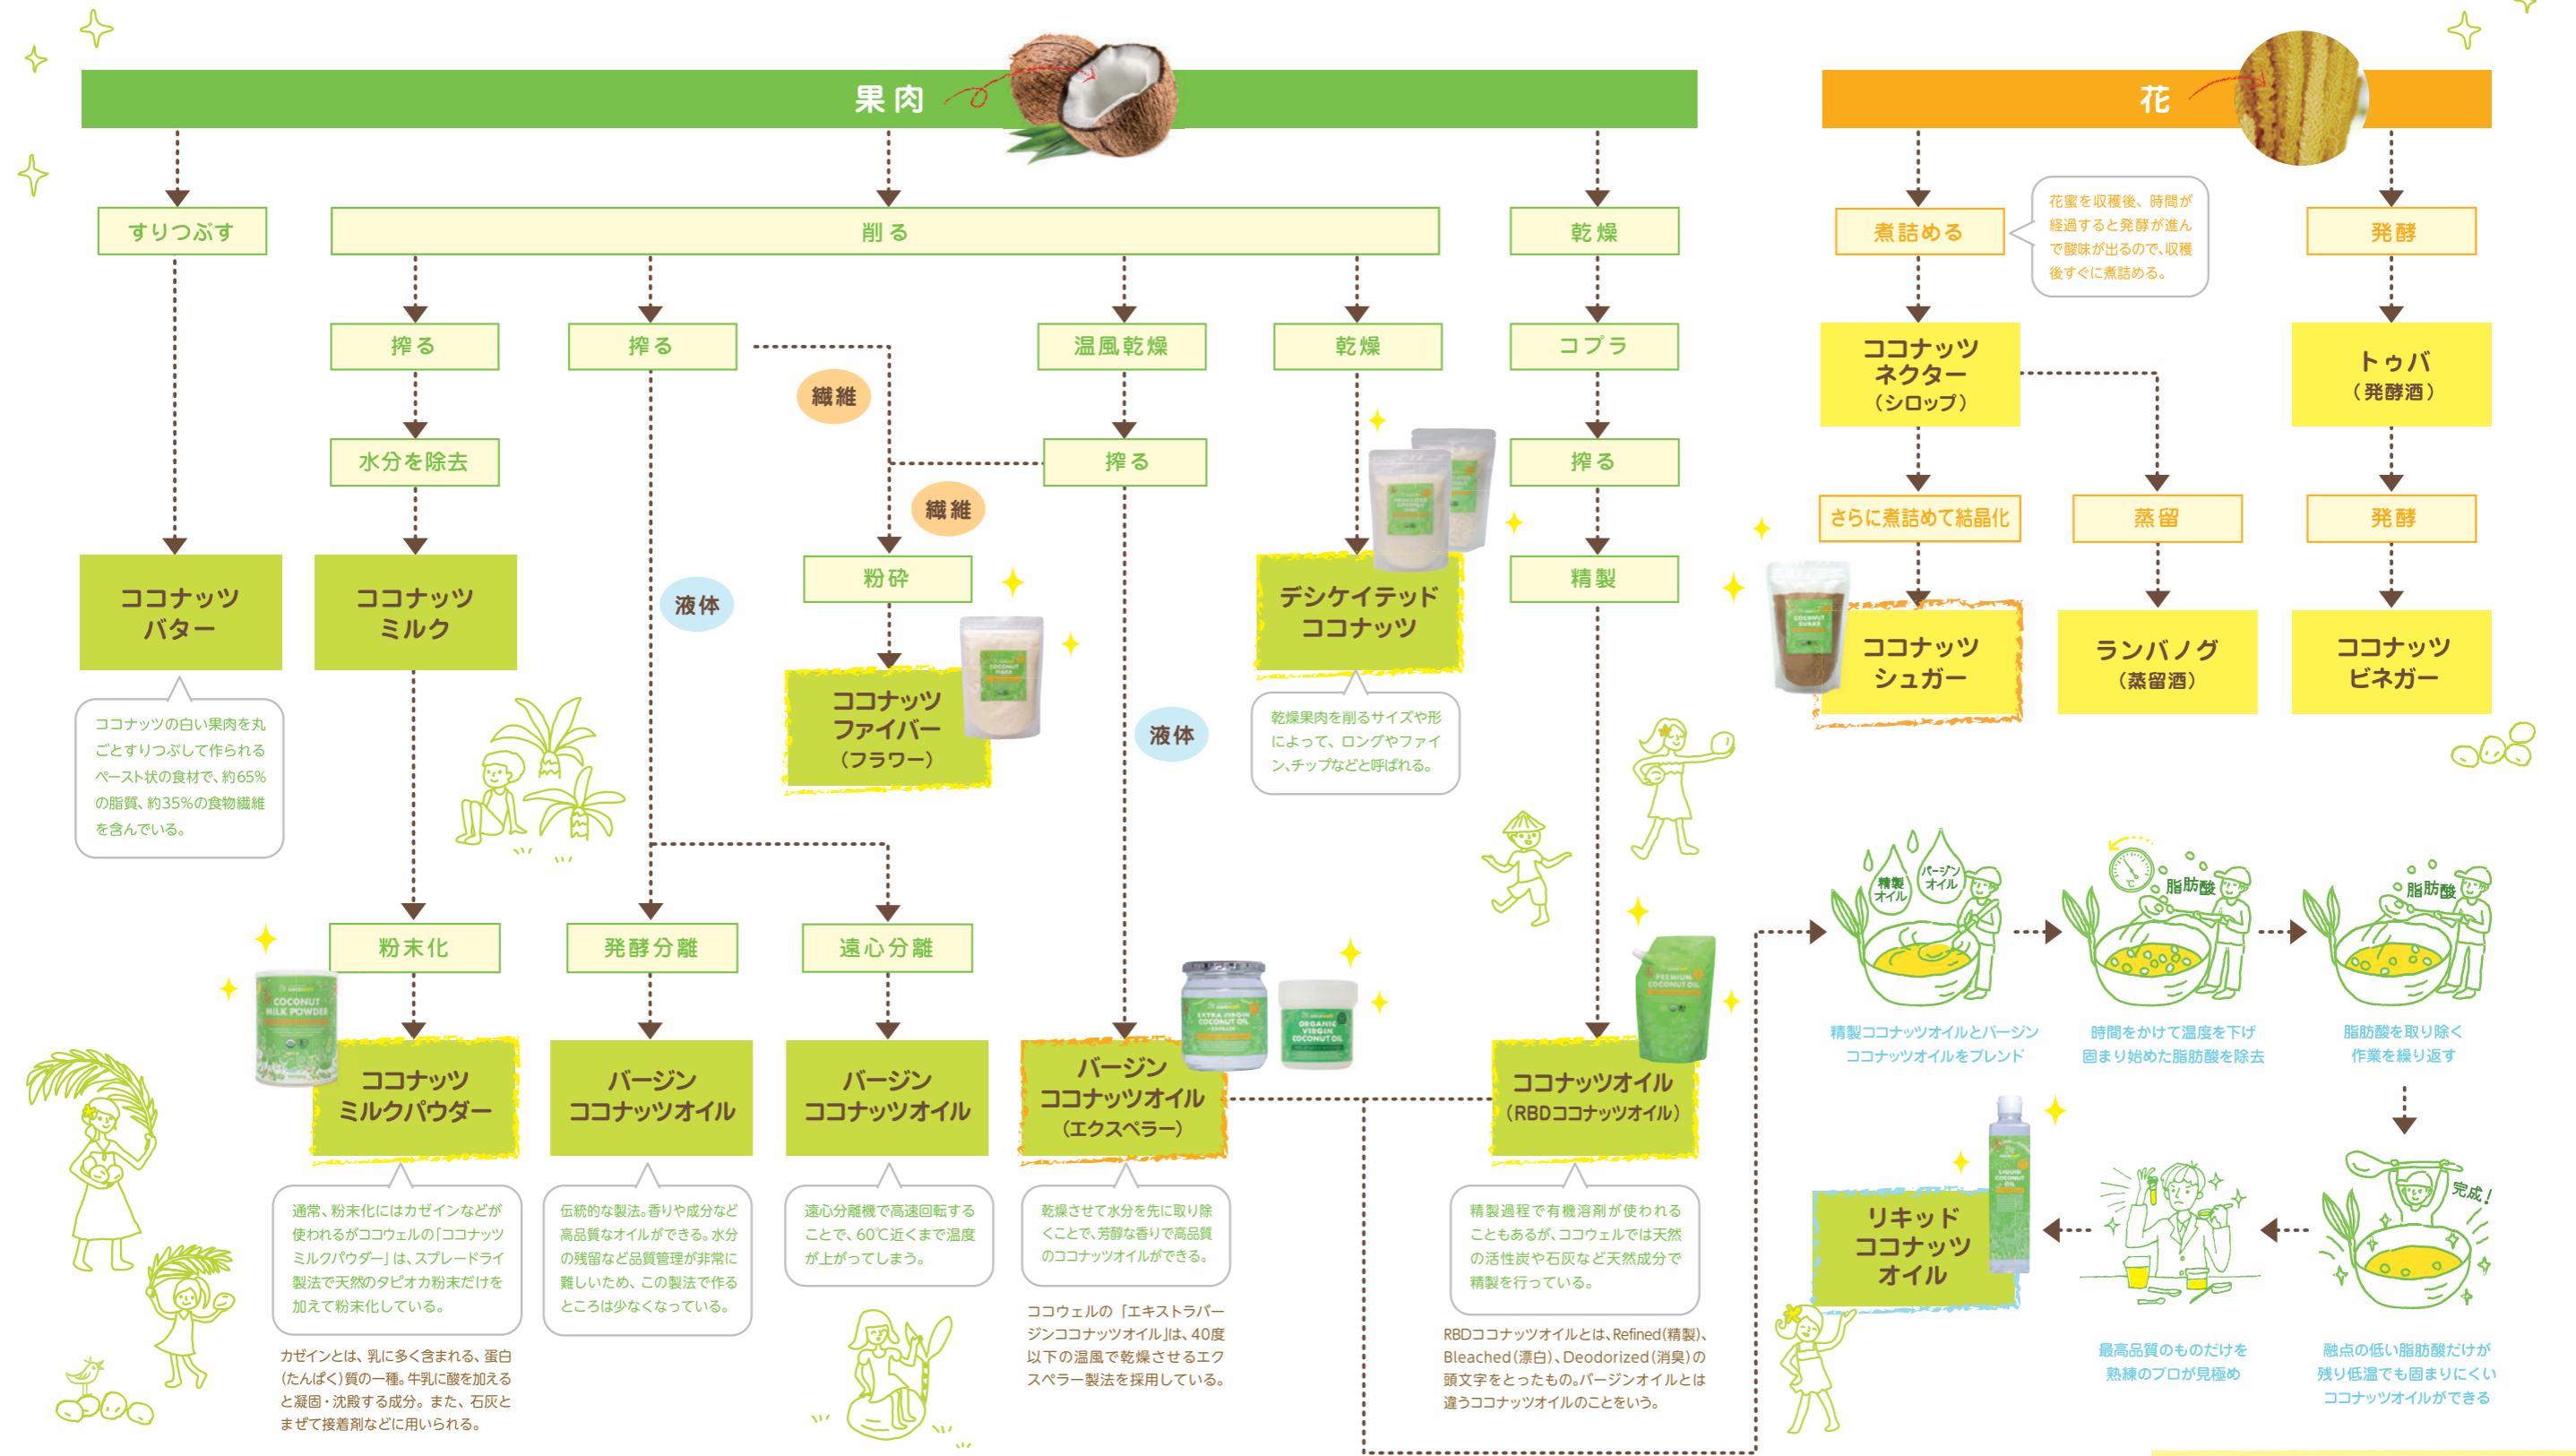 果肉
花
すりつぶす
削る
乾燥
煮詰める
花蜜を収穫後、時間が
経過すると発酵が進ん
で酸味が出るので、収穫
後すぐに煮詰める。
発酵
搾る
搾る
繊維
温風乾燥
乾燥
コプラ
ココナッツ
ネクター
（シロップ）
トゥバ
（発酵酒）
水分を除去
繊維
搾る
搾る
さらに煮詰めて結晶化
蒸留
発酵
ココナッツ
バター
ココナッツの白い果肉を丸
ごとすりつぶして作られる
ペースト状の食材で、約65%
の脂質、約35%の食物繊維
を含んでいる。
ココナッツ
ミルク
液体
粉砕
ココナッツ
ファイバー
（フラワー）
COCONUT
FIBER
液体
デシケイテッド
ココナッツ
乾燥果肉を削るサイズや形
によって、ロングやファイ
ン、チップなどと呼ばれる。
精製
COCONUT
SUGAR
ココナッツ
シュガー
ランバノグ
（蒸留酒）
ココナッツ
ビネガー
粉末化
発酵分離
遠心分離
COCONUT
MILK POWDER
ココナッツ
ミルクパウダー
バージン
ココナッツオイル
バージン
ココナッツオイル
EXTRA VIRGIN
COCONUT OIL
ORGANIC
VIRGIN
COCONUT OIL
バージン
ココナッツオイル
（エクスペラー）
PREMIUM
COCONUT OIL
ココナッツオイル
（RBDココナッツオイル）
通常、粉末化にはカゼインなどが
使われるがココウェルの「ココナッツ
ミルクパウダー」は、スプレードライ
製法で天然のタピオカ粉末だけを
加えて粉末化している。
カゼインとは、乳に多く含まれる、蛋白
（たんぱく）質の一種。牛乳に酸を加える
と凝固・沈殿する成分。また、石灰と
まぜて接着剤などに用いられる。
伝統的な製法。香りや成分など
高品質なオイルができる。水分
の残留など品質管理が非常に
難しいため、この製法で作る
ところは少なくなっている。
遠心分離機で高速回転する
ことで、60℃近くまで温度
が上がってしまう。
乾燥させて水分を先に取り除
くことで、芳醇な香りで高品質
のココナッツオイルができる。
ココウェルの「エキストラバー
ジンココナッツオイル」は、40度
以下の温風で乾燥させるエク
スペラー製法を採用している。
精製過程で有機溶剤が使われる
こともあるが、ココウェルでは天然
の活性炭や石灰など天然成分で
精製を行っている。
RBDココナッツオイルとは、Refined（精製）、
Bleached（漂白）、Deodorized（消臭）の
頭文字をとったもの。バージンオイルとは
違うココナッツオイルのことをいう。
精製
オイル
バージン
オイル
精製ココナッツオイルとバージン
ココナッツオイルをブレンド
℃
脂肪酸
時間をかけて温度を下げ
固まり始めた脂肪酸を除去
脂肪酸
脂肪酸を取り除く
作業を繰り返す
完成！
融点の低い脂肪酸だけが
残り低温でも固まりにくい
ココナッツオイルができる
最高品質のものだけを
熟練のプロが見極め
LIQUID
COCONUT
OIL
リキッド
ココナッツ
オイル